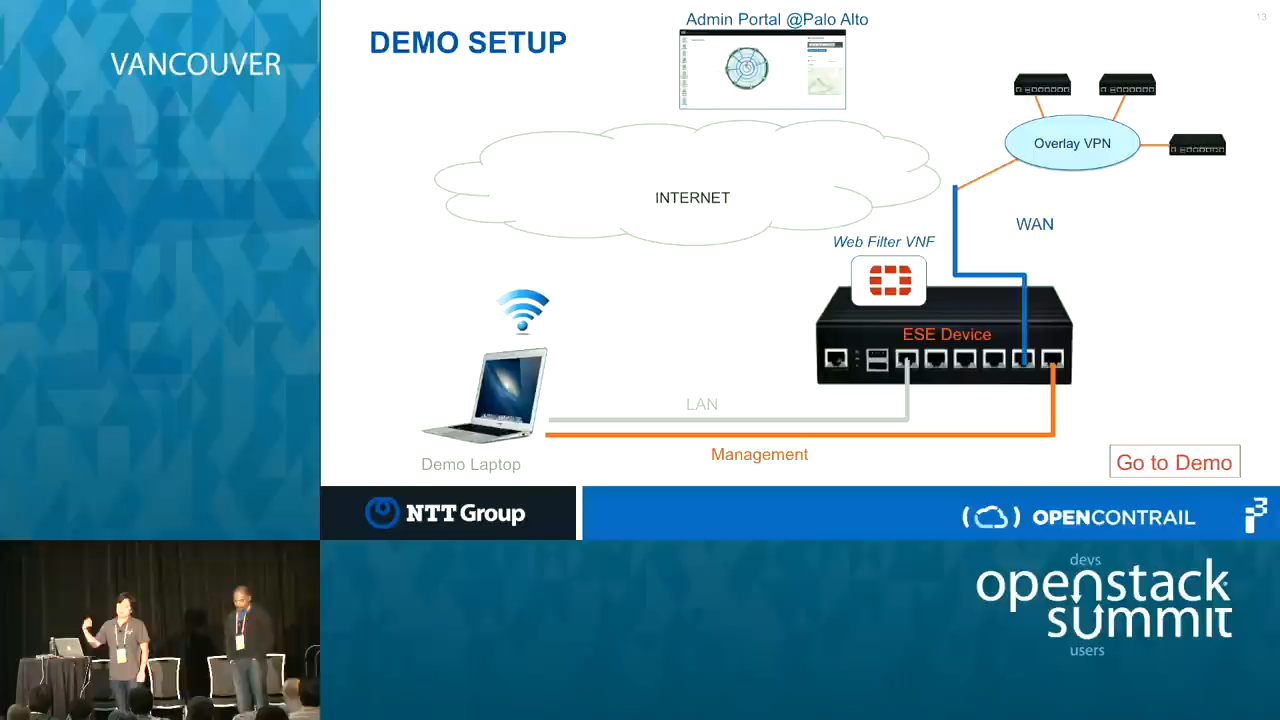 VANCOUVER
DEMO SETUP
Admin Portal @Palo Alto
13
Overlay VPN
INTERNET
WAN
Web Filter VNF
ESE Device
LAN
Management
Demo Laptop
Go to Demo
NTT Group
OPENCONTRAIL
i3
devs
openstack
summit
users